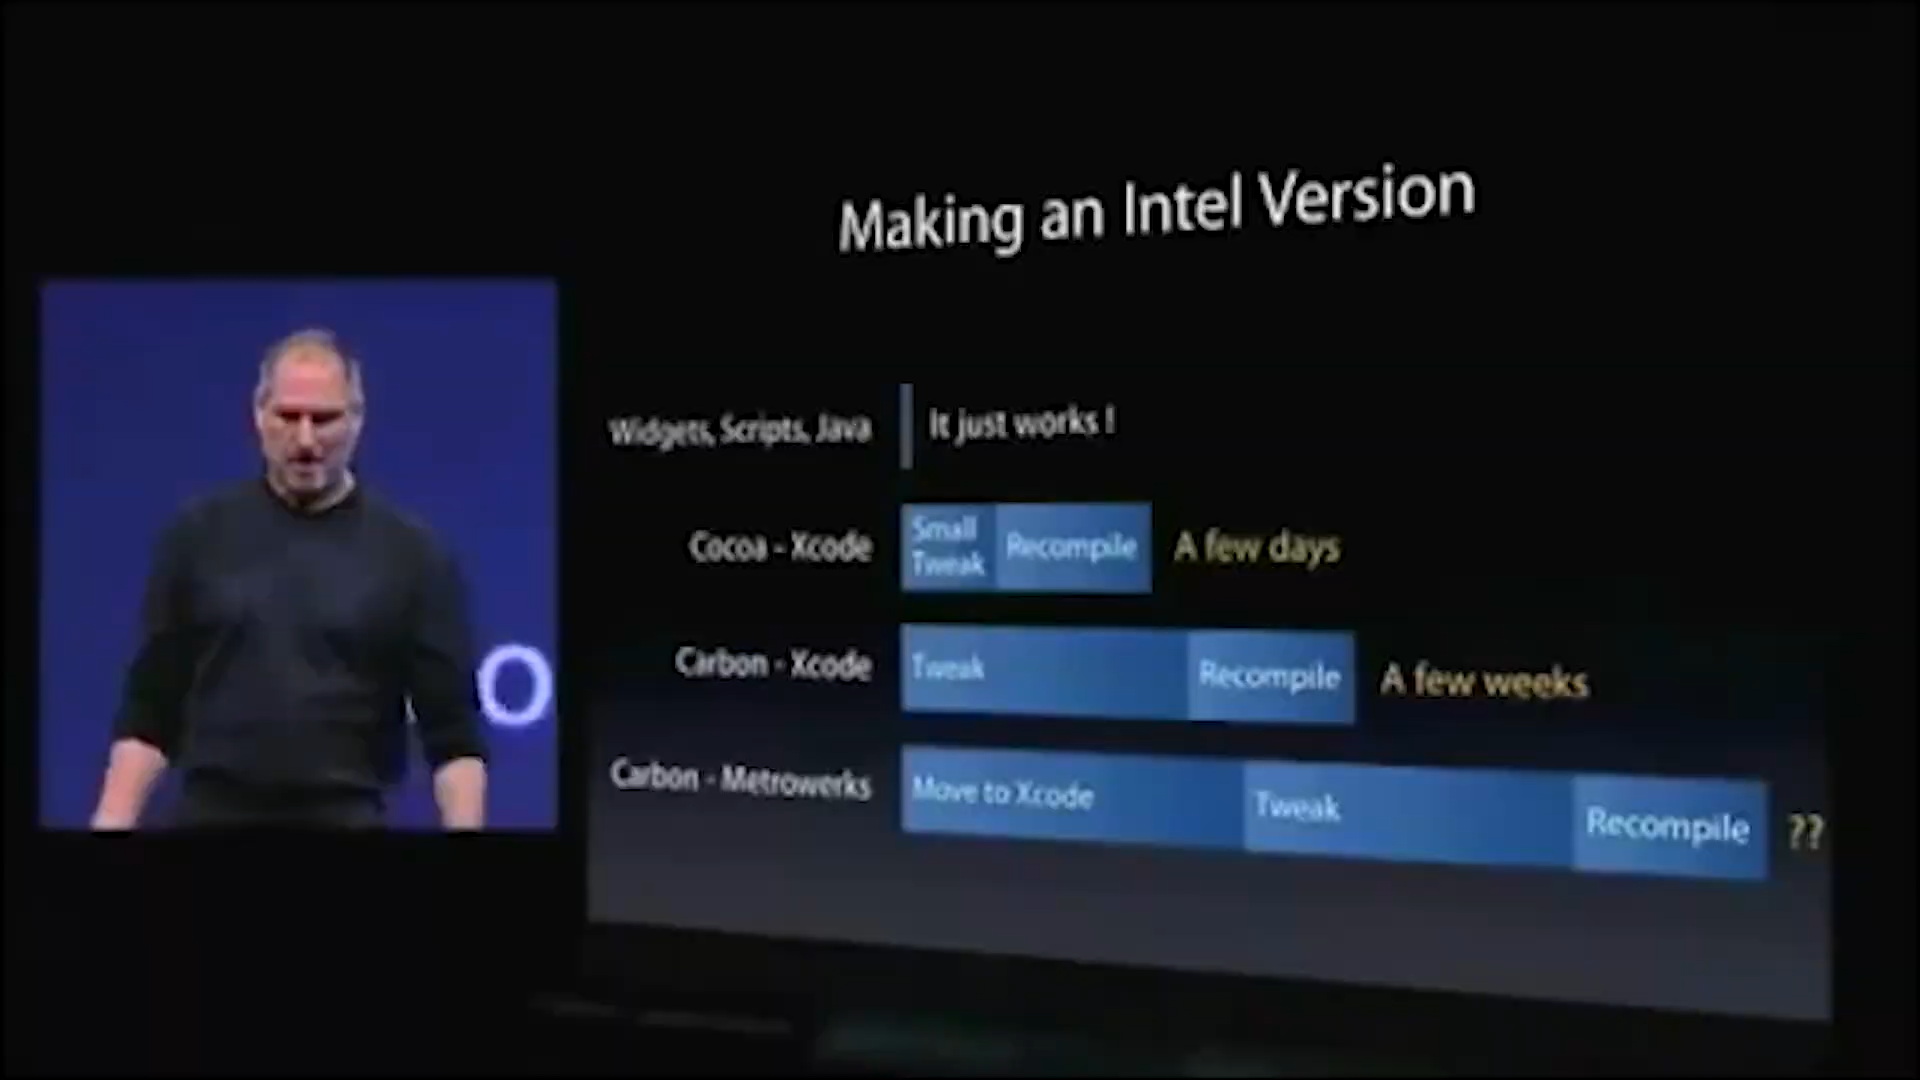 Making an Intel Version
Widgets, Scripts, Java
It just works !
Cocoa - Xcode
Small
Tweak
Recompile
A few days
Carbon - Xcode
Tweak
Recompile
A few weeks
Carbon - Metrowerks
Move to Xcode
Tweak
Recompile
??